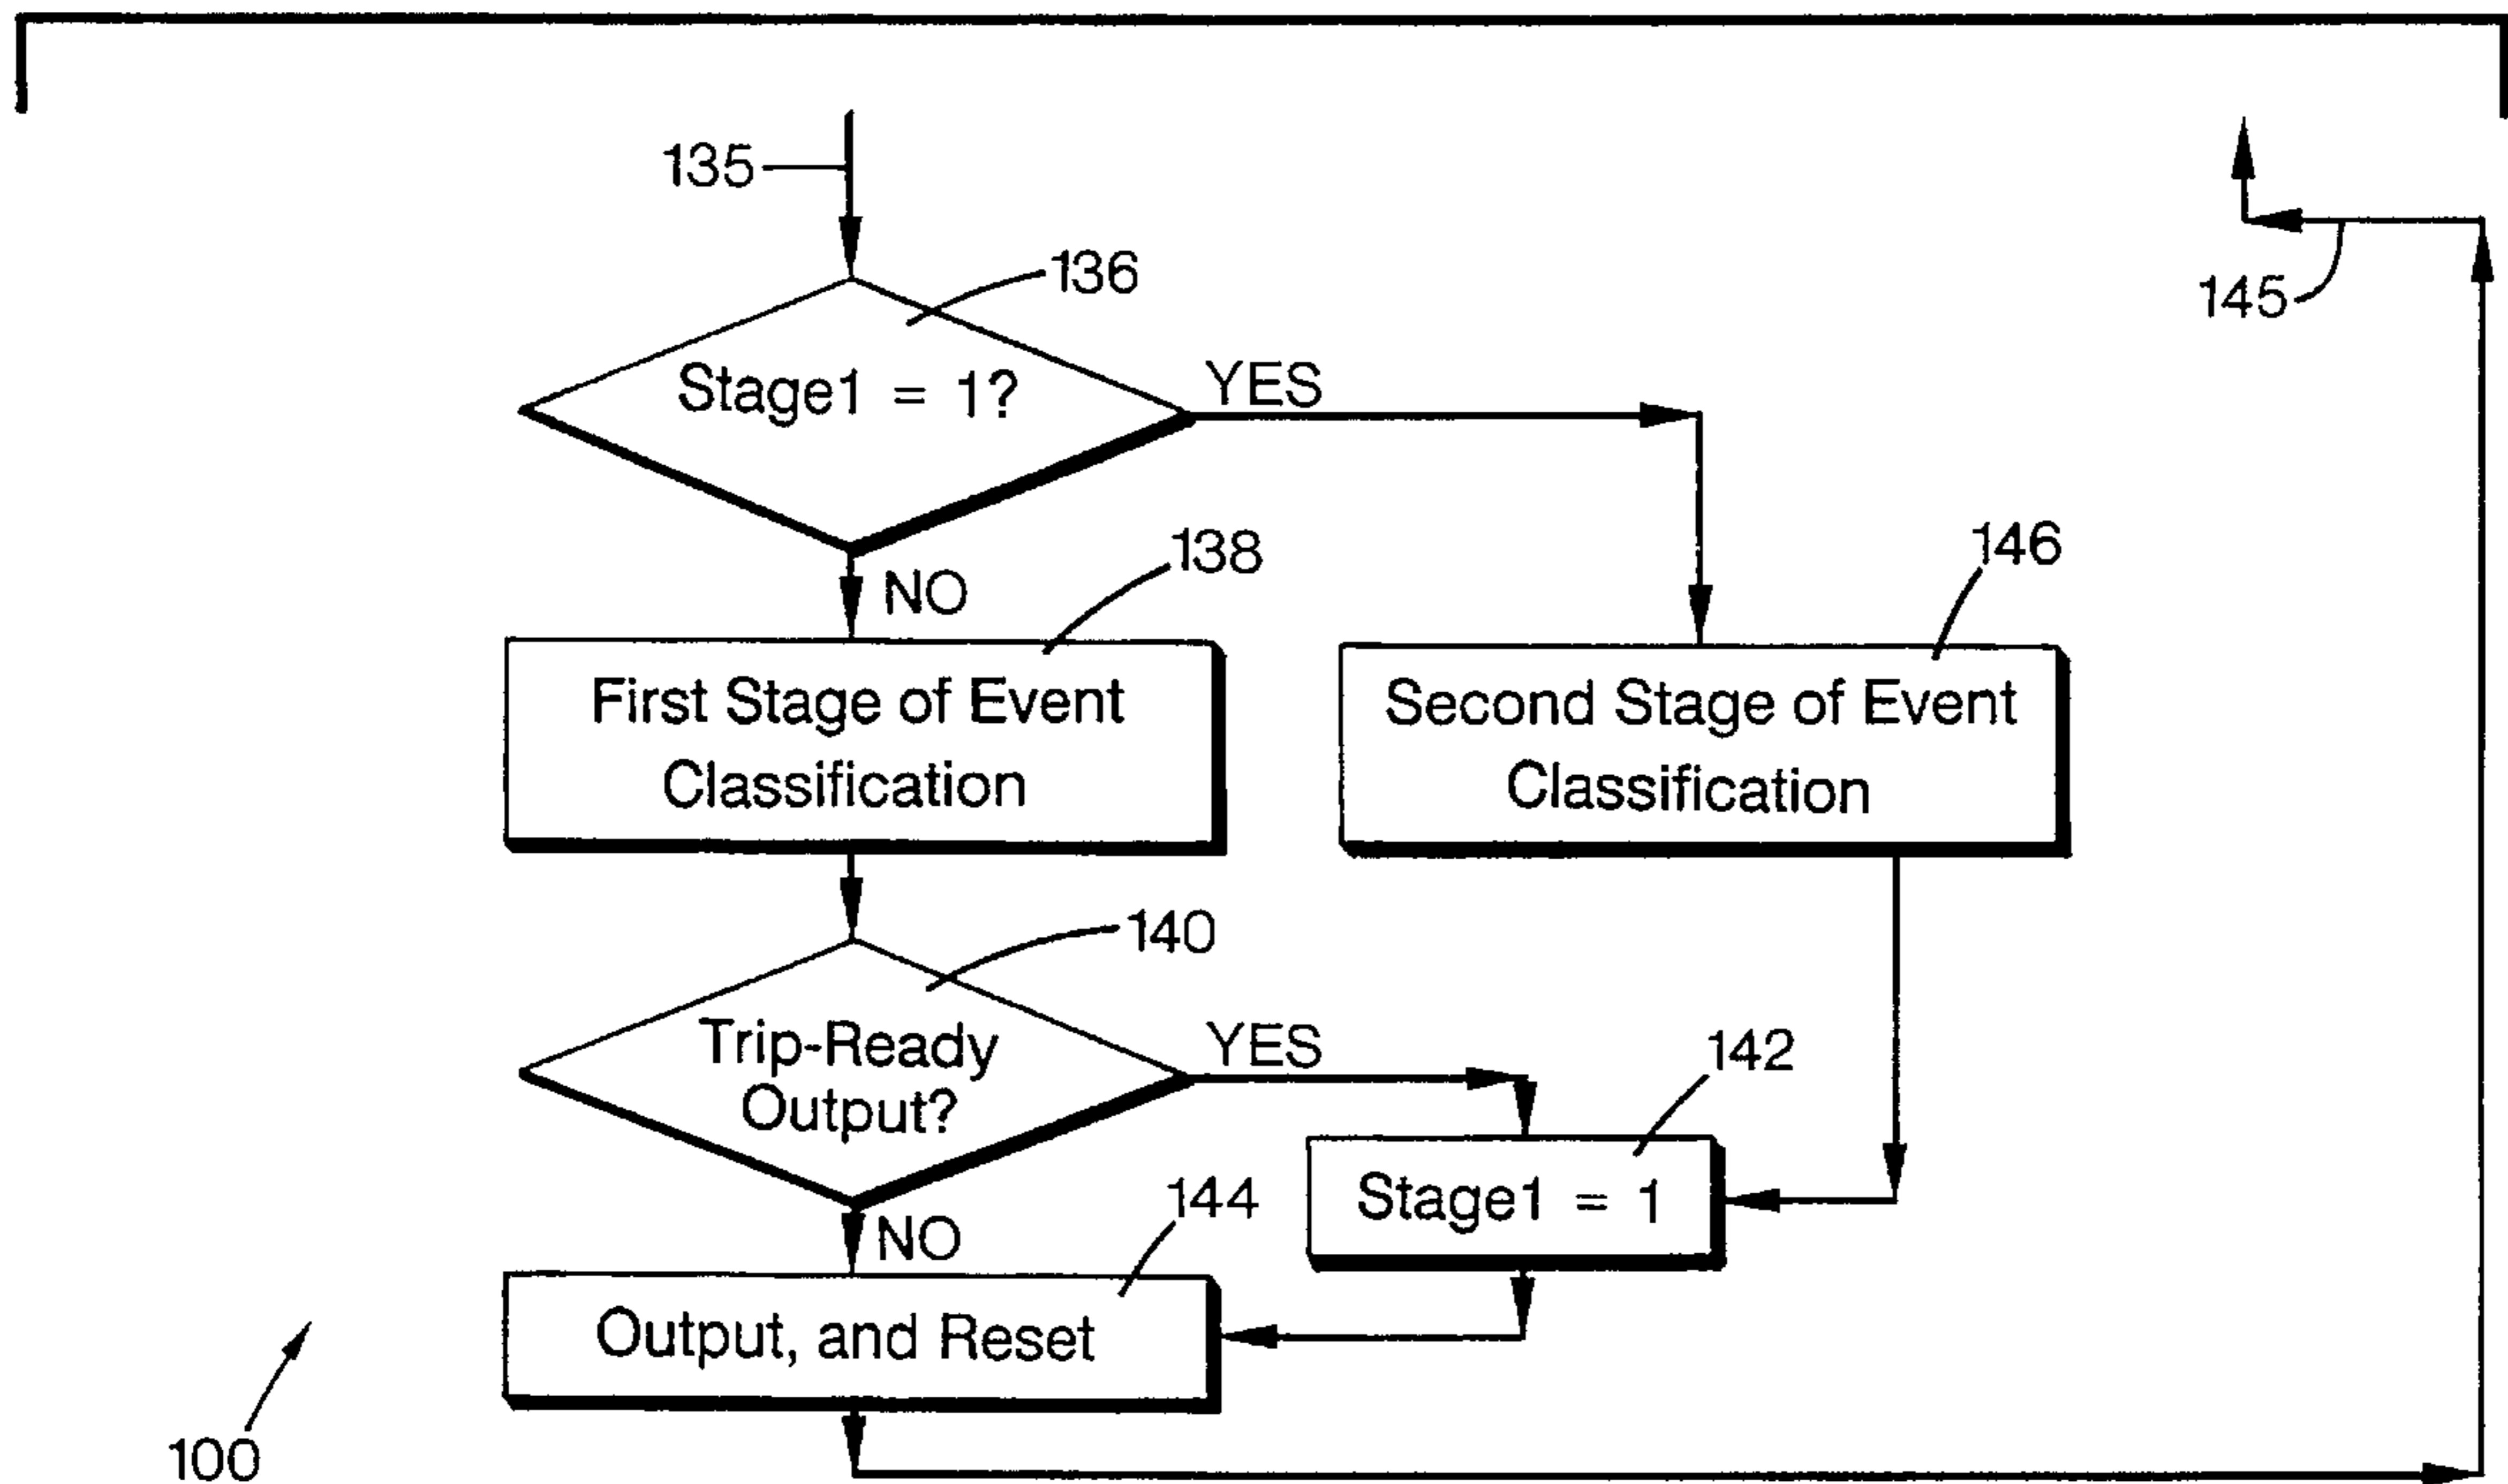 135
136
145
Stage1 = 1?
YES
NO
138
146
First Stage of Event
Classification
Second Stage of Event
Classification
140
Trip-Ready
Output?
YES
142
Stage1 = 1
NO
144
Output, and Reset
100